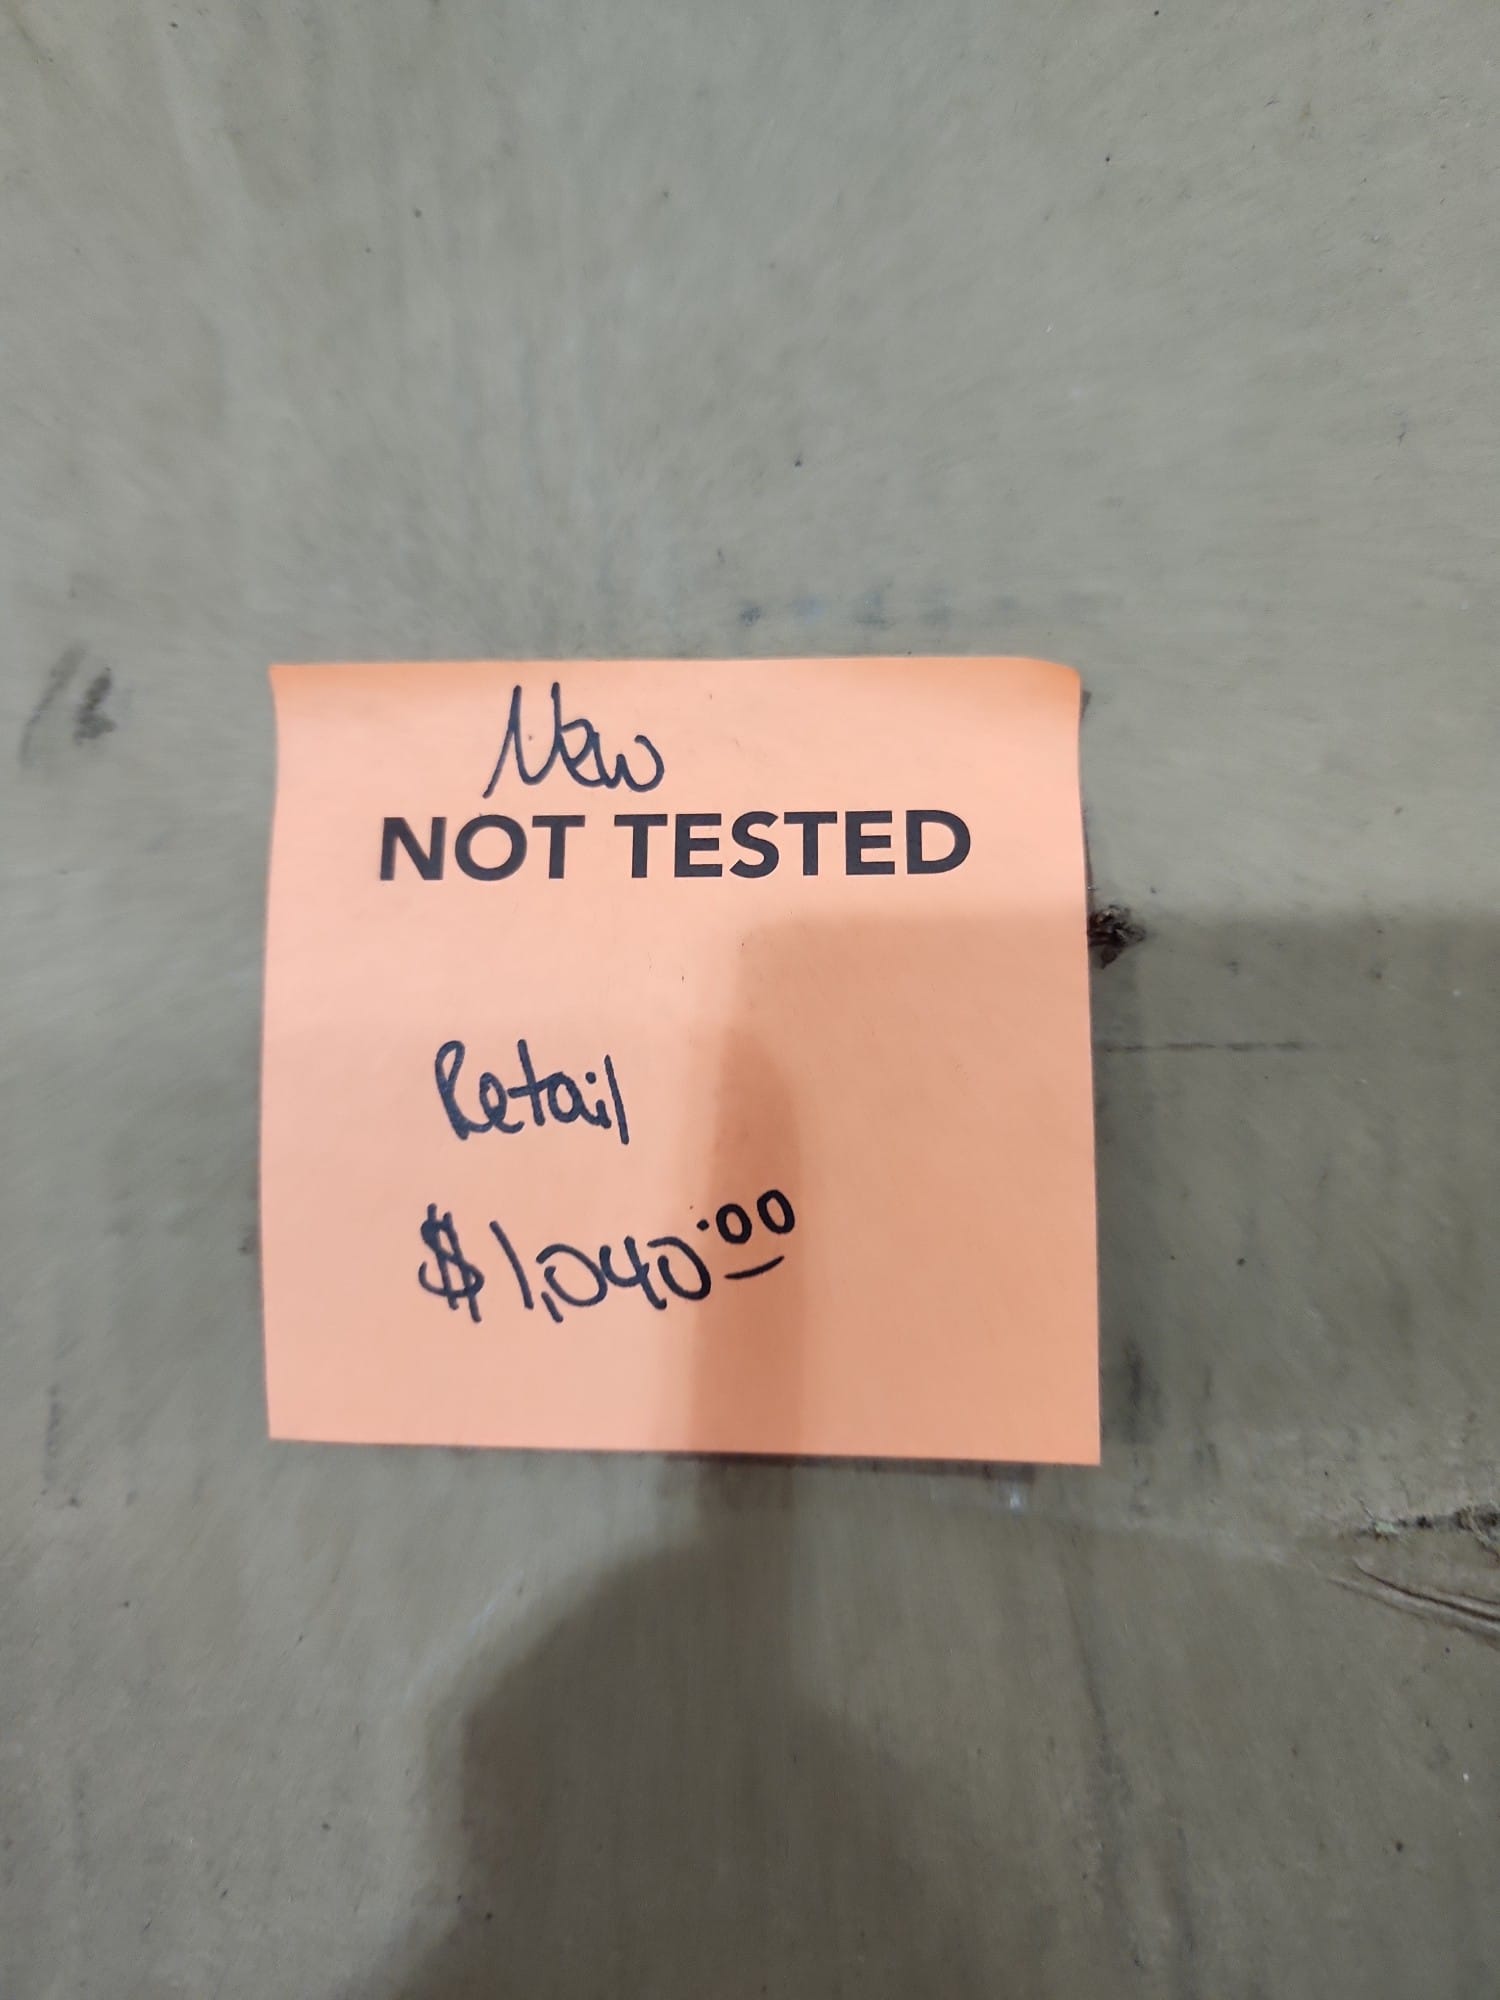 New
NOT TESTED
Retail
$1,040.00